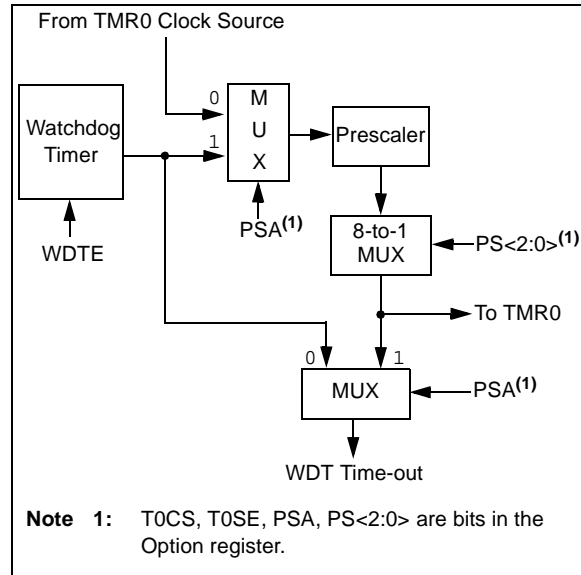 From TMR0 Clock Source
0
M
U
X
Watchdog
Timer
1
Prescaler
PSA(1)
WDTE
8-to-1
MUX
PS<2:0>(1)
To TMR0
0
1
MUX
PSA(1)
WDT Time-out
Note 1: T0CS, T0SE, PSA, PS<2:0> are bits in the
Option register.